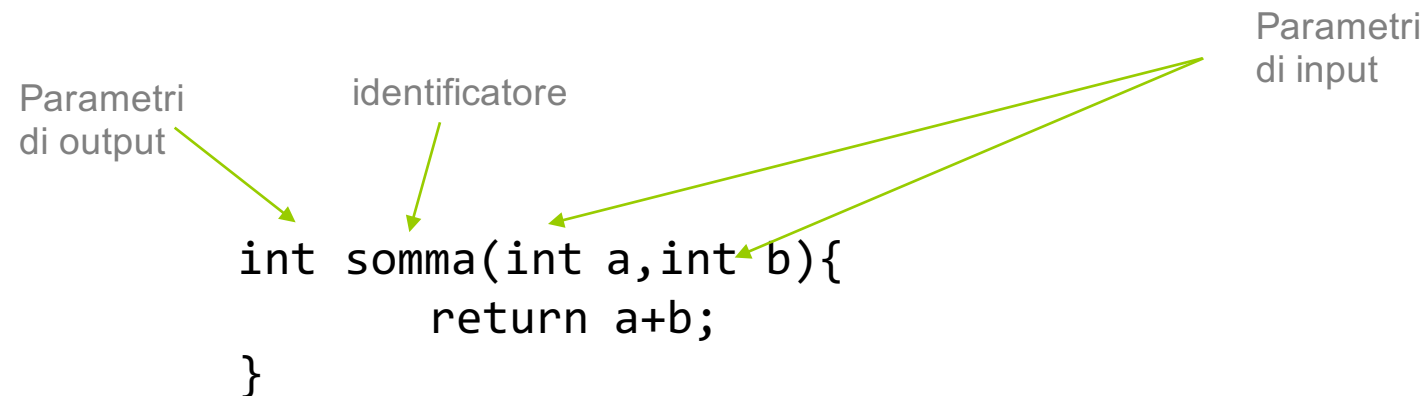 Parametri
di input
Parametri
di output
identificatore
int somma(int a,int b){
return a+b;
}